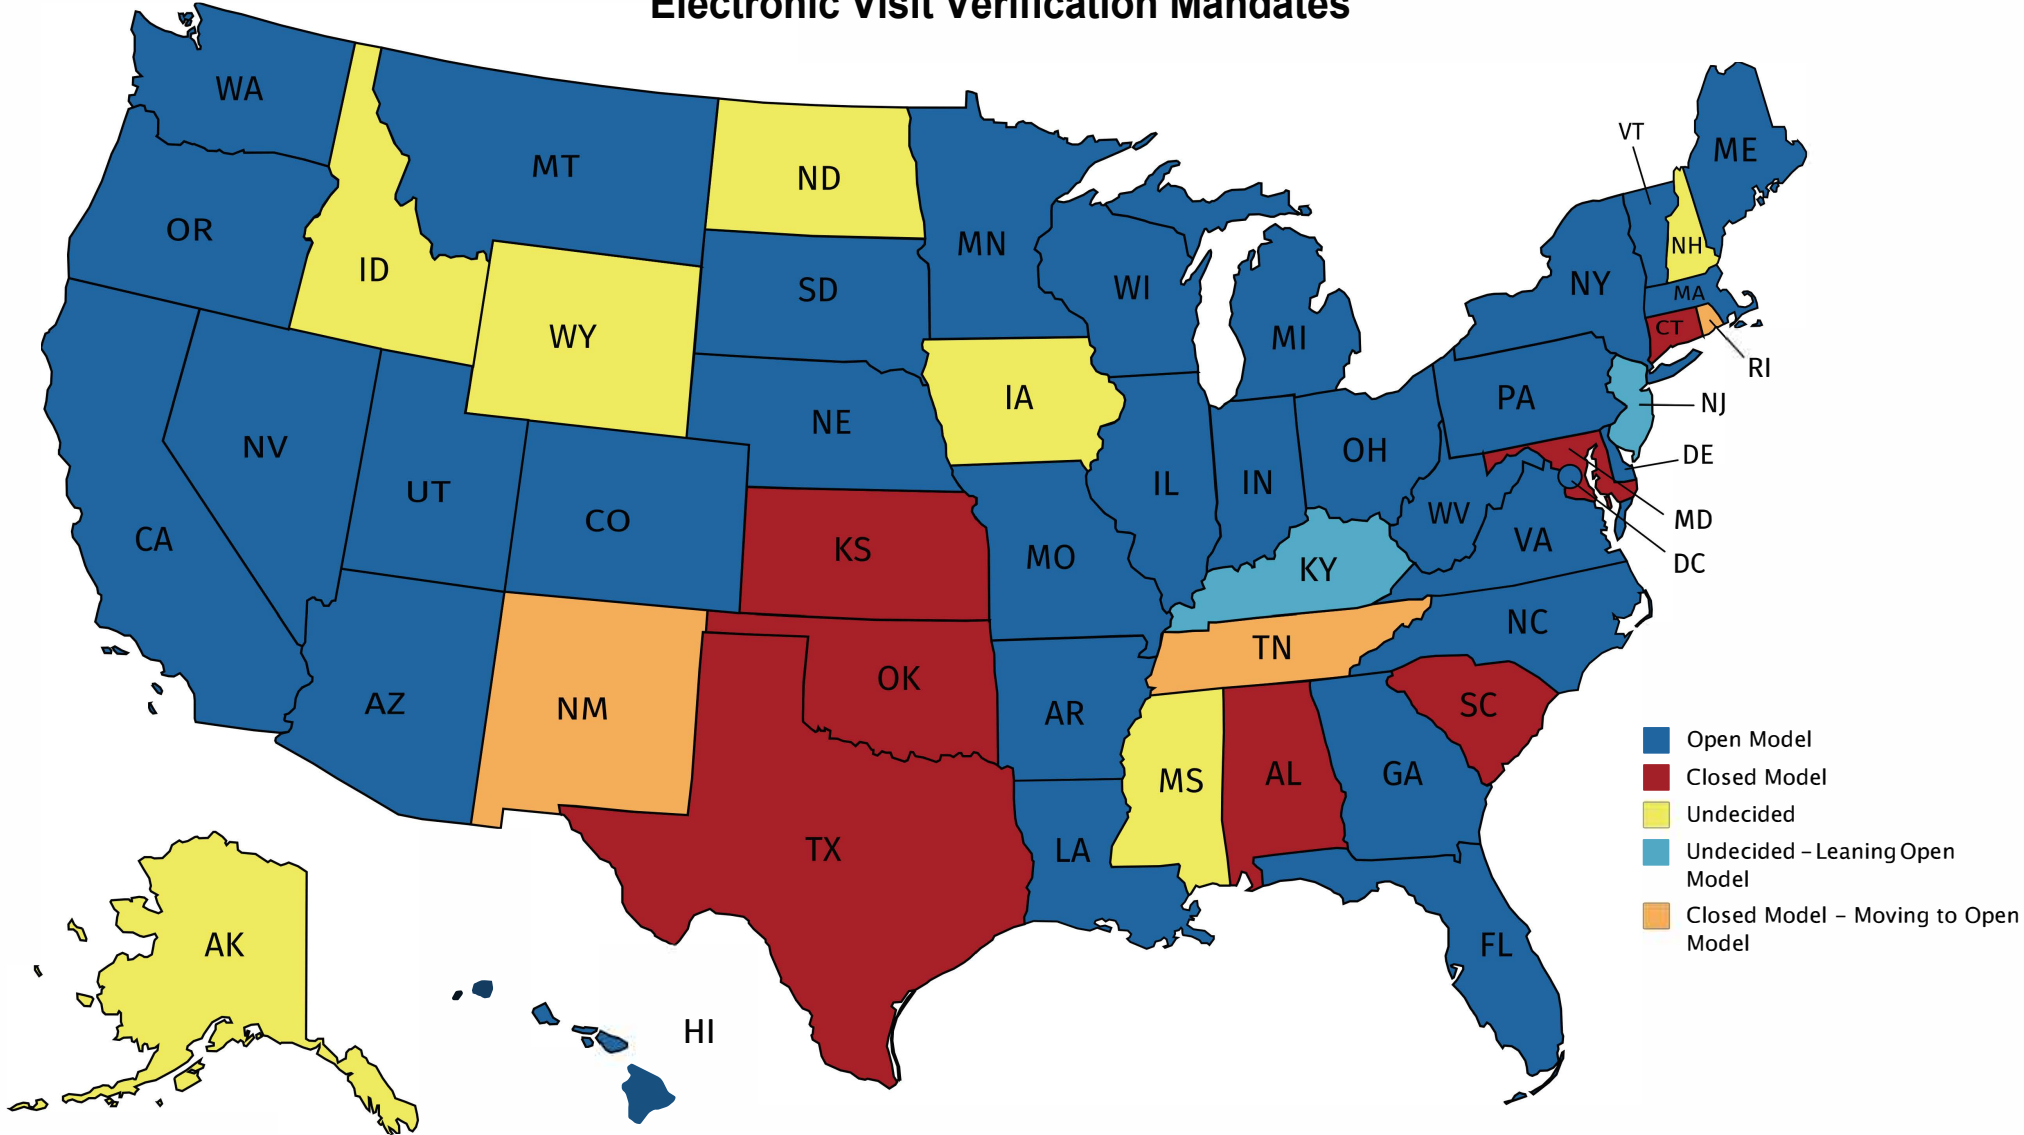 Electronic Visit Verification Mandates
WA
MT
ND
MN
VT
ME
OR
ID
SD
WI
NY
NH
MA
WY
MI
CT
RI
NE
IA
PA
NJ
NV
UT
CO
IL
IN
OH
DE
CA
KS
MO
WV
VA
MD
KY
DC
AZ
NM
OK
AR
TN
NC
SC
TX
LA
MS
AL
GA
FL
AK
HI
Open Model
Closed Model
Undecided
Undecided – Leaning Open
Model
Closed Model – Moving to Open
Model